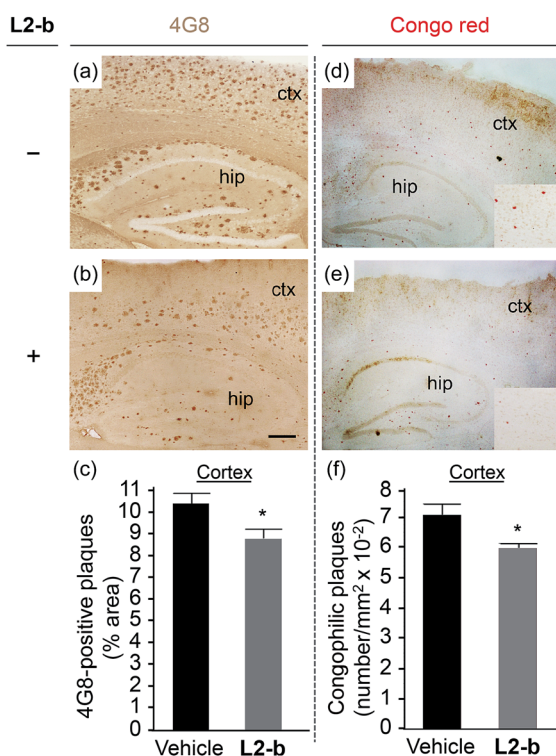 L2-b 4G8 Congo red
(a) (d)
ctx
ctx
hip
hip
−
(b) (e)
ctx
ctx
hip
hip
+
(c) Cortex
4G8-positive plaques
(% area)
11
10
9
8
7
6
5
4
3
2
1
0
*
Vehicle L2-b
(f) Cortex
Congophilic plaques
(number/mm² x 10⁻²)
8
7
6
5
4
3
2
1
0
*
Vehicle L2-b